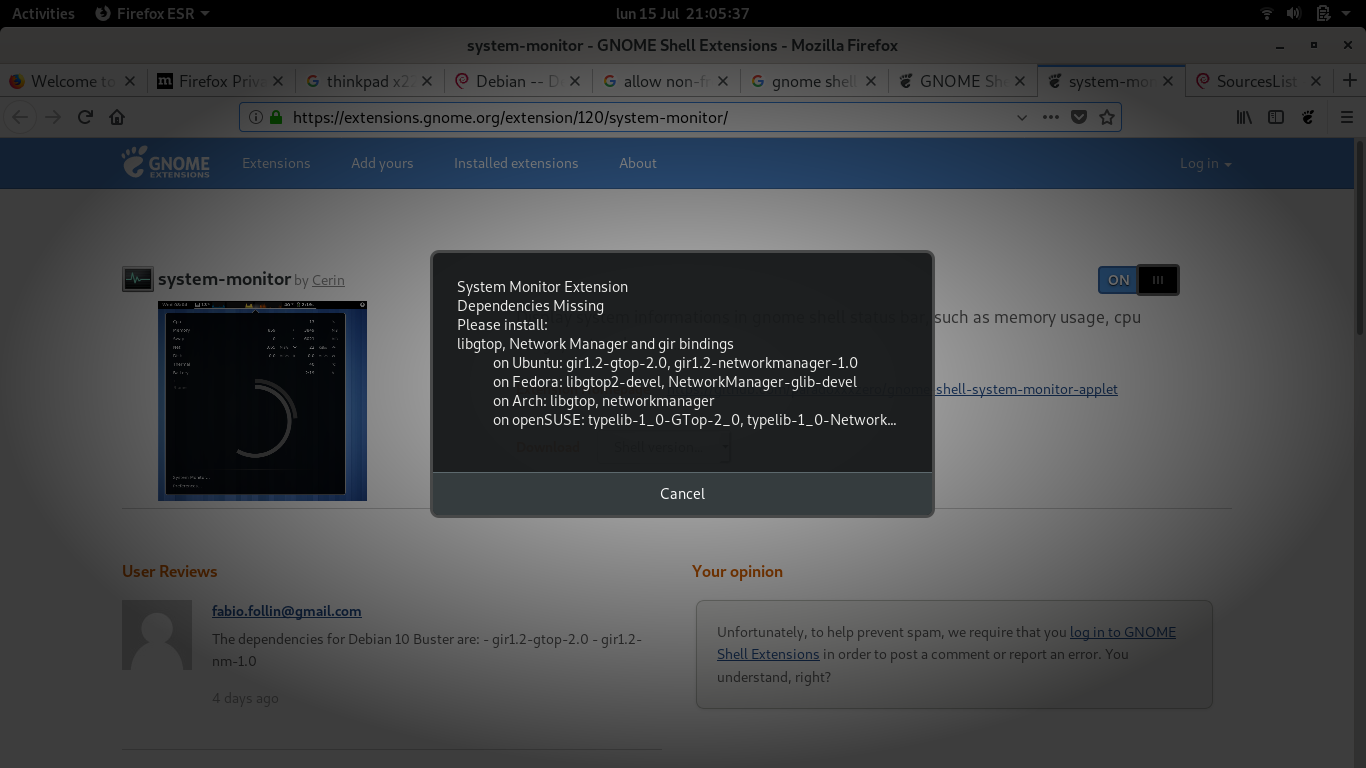 Activities Firefox ESR lun 15 Jul 21:05:37
system-monitor - GNOME Shell Extensions - Mozilla Firefox
Welcome to Firefox Priva thinkpad x2 Debian -- D allow non-fr gnome shell GNOME Sh system-mon SourcesList
https://extensions.gnome.org/extension/120/system-monitor/
GNOME EXTENSIONS Extensions Add yours Installed extensions About Log in
system-monitor by Cerin
ON
System Monitor Extension
Dependencies Missing
Please install:
libgtop, Network Manager and gir bindings
on Ubuntu: gir1.2-gtop-2.0, gir1.2-networkmanager-1.0
on Fedora: libgtop2-devel, NetworkManager-glib-devel
on Arch: libgtop, networkmanager
on openSUSE: typelib-1_0-GTop-2_0, typelib-1_0-Network...
Cancel
such as memory usage, cpu
shell-system-monitor-applet
User Reviews
fabio.follin@gmail.com
The dependencies for Debian 10 Buster are: - gir1.2-gtop-2.0 - gir1.2-
nm-1.0
4 days ago
Your opinion
Unfortunately, to help prevent spam, we require that you log in to GNOME
Shell Extensions in order to post a comment or report an error. You
understand, right?